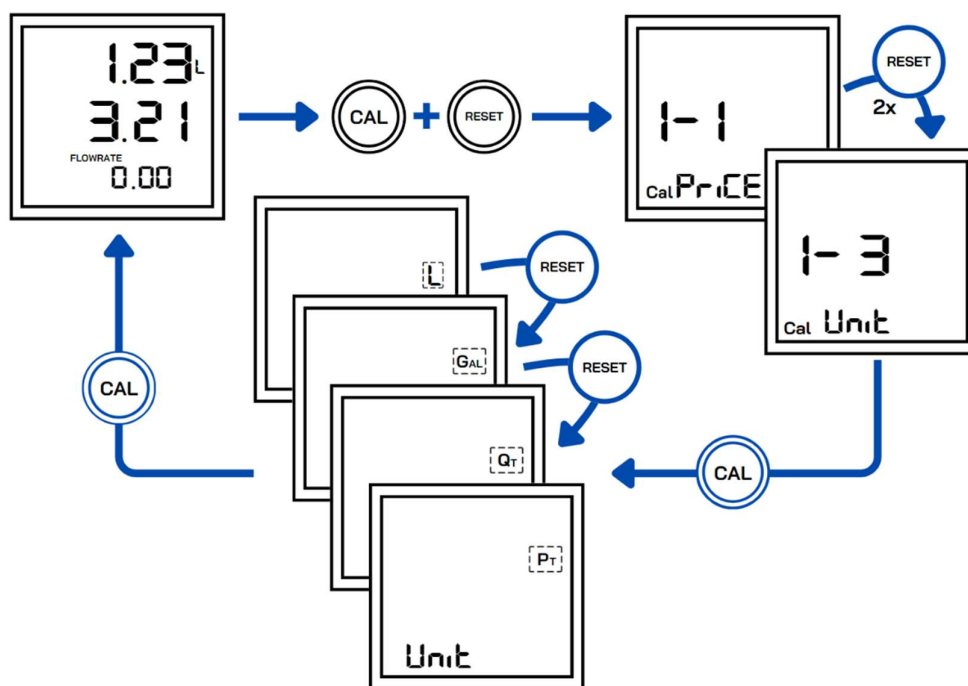 1.23 L
3.21
FLOWRATE
0.00
CAL + RESET
1-1
Cal PriCE
RESET
2x
1- 3
Cal Unit
CAL
L
RESET
GAL
RESET
QT
PT
Unit
CAL